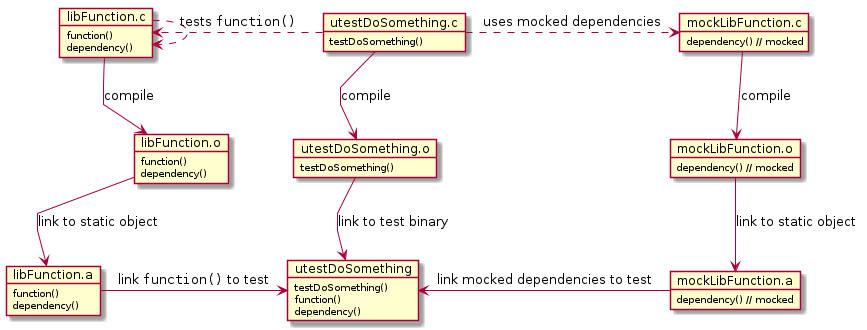 libFunction.c
function()
dependency()
tests function()
utestDoSomething.c
testDoSomething()
uses mocked dependencies
mockLibFunction.c
dependency() // mocked
compile
compile
compile
libFunction.o
function()
dependency()
utestDoSomething.o
testDoSomething()
mockLibFunction.o
dependency() // mocked
link to static object
link to test binary
link to static object
libFunction.a
function()
dependency()
link function() to test
utestDoSomething
testDoSomething()
function()
dependency()
link mocked dependencies to test
mockLibFunction.a
dependency() // mocked